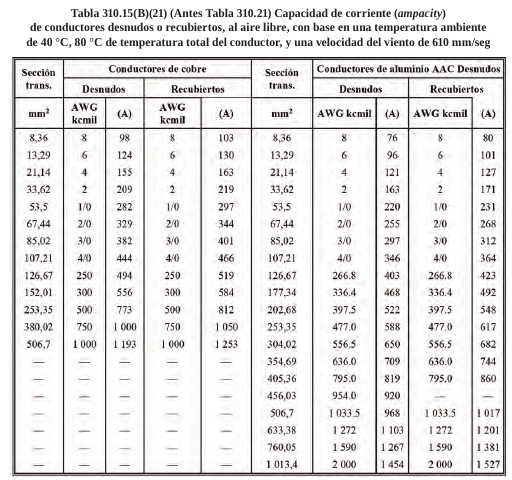 Tabla 310.15(B)(21) (Antes Tabla 310.21) Capacidad de corriente (ampacity)
de conductores desnudos o recubiertos, al aire libre, con base en una temperatura ambiente
de 40 °C, 80 °C de temperatura total del conductor, y una velocidad del viento de 610 mm/seg
Sección trans. Conductores de cobre Sección trans. Conductores de aluminio AAC Desnudos
Desnudos Recubiertos Desnudos Recubiertos
mm² AWG kcmil (A) AWG kcmil (A) mm² AWG kcmil (A) AWG kcmil (A)
8,36 8 98 8 103 8,36 8 76 8 80
13,29 6 124 6 130 13,29 6 96 6 101
21,14 4 155 4 163 21,14 4 121 4 127
33,62 2 209 2 219 33,62 2 163 2 171
53,5 1/0 282 1/0 297 53,5 1/0 220 1/0 231
67,44 2/0 329 2/0 344 67,44 2/0 255 2/0 268
85,02 3/0 382 3/0 401 85,02 3/0 297 3/0 312
107,21 4/0 444 4/0 466 107,21 4/0 346 4/0 364
126,67 250 494 250 519 126,67 266.8 403 266.8 423
152,01 300 556 300 584 177,34 336.4 468 336.4 492
253,35 500 773 500 812 202,68 397.5 522 397.5 548
380,02 750 1 000 750 1 050 253,35 477.0 588 477.0 617
506,7 1 000 1 193 1 000 1 253 304,02 556.5 650 556.5 682
— — — — — 354,69 636.0 709 636.0 744
— — — — — 405,36 795.0 819 795.0 860
— — — — — 456,03 954.0 920 — —
— — — — — 506,7 1 033.5 968 1 033.5 1 017
— — — — — 633,38 1 272 1 103 1 272 1 201
— — — — — 760,05 1 590 1 267 1 590 1 381
— — — — — 1 013,4 2 000 1 454 2 000 1 527